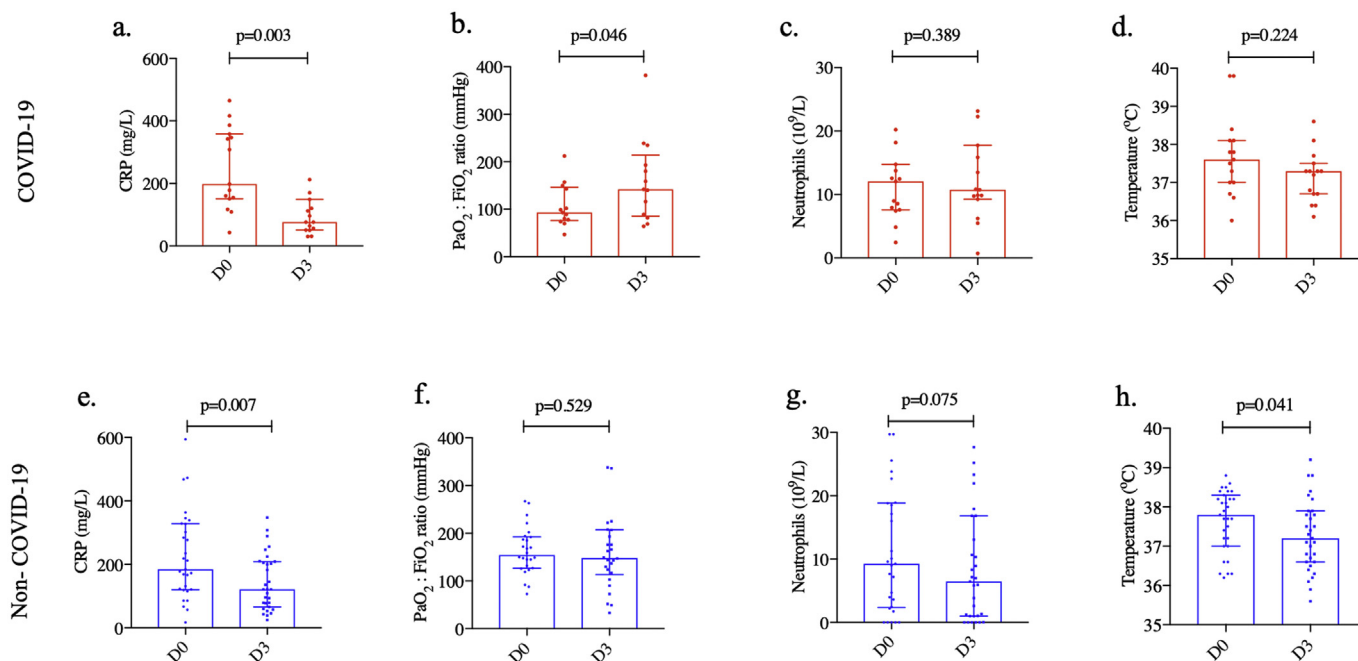 COVID-19
a.
p=0.003
CRP (mg/L)
600
400
200
0
D0
D3
b.
p=0.046
PaO₂ : FiO₂ ratio (mmHg)
400
300
200
100
0
D0
D3
c.
p=0.389
Neutrophils (10⁹/L)
30
20
10
0
D0
D3
d.
p=0.224
Temperature (⁰C)
40
39
38
37
36
35
D0
D3
Non- COVID-19
e.
p=0.007
CRP (mg/L)
600
400
200
0
D0
D3
f.
p=0.529
PaO₂ : FiO₂ ratio (mmHg)
400
300
200
100
0
D0
D3
g.
p=0.075
Neutrophils (10⁹/L)
30
20
10
0
D0
D3
h.
p=0.041
Temperature (⁰C)
40
39
38
37
36
35
D0
D3